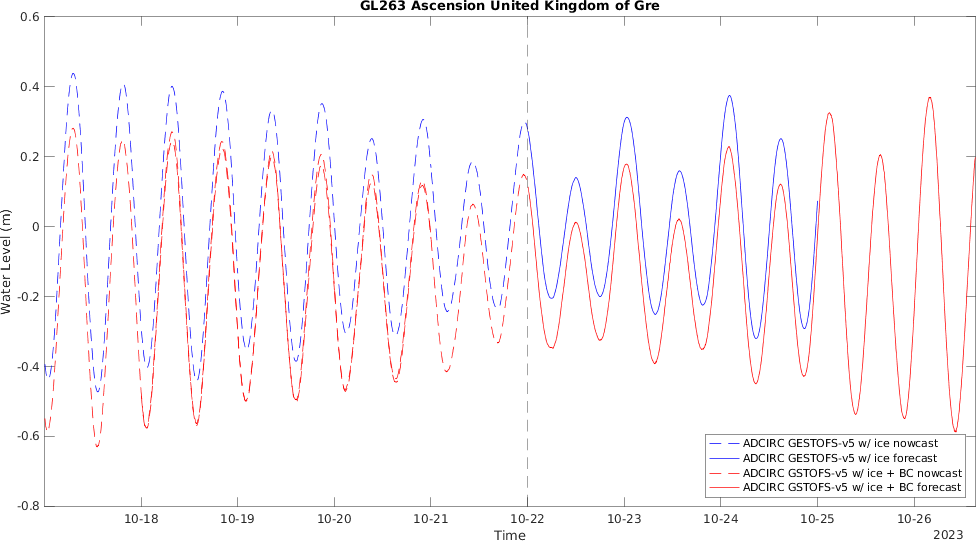 GL263 Ascension United Kingdom of Gre
0.6
0.4
0.2
0
-0.2
-0.4
-0.6
-0.8
Water Level (m)
10-18 10-19 10-20 10-21 10-22 10-23 10-24 10-25 10-26
Time
2023
ADCIRC GESTOFS-v5 w/ ice nowcast
ADCIRC GESTOFS-v5 w/ ice forecast
ADCIRC GSTOFS-v5 w/ ice + BC nowcast
ADCIRC GSTOFS-v5 w/ ice + BC forecast